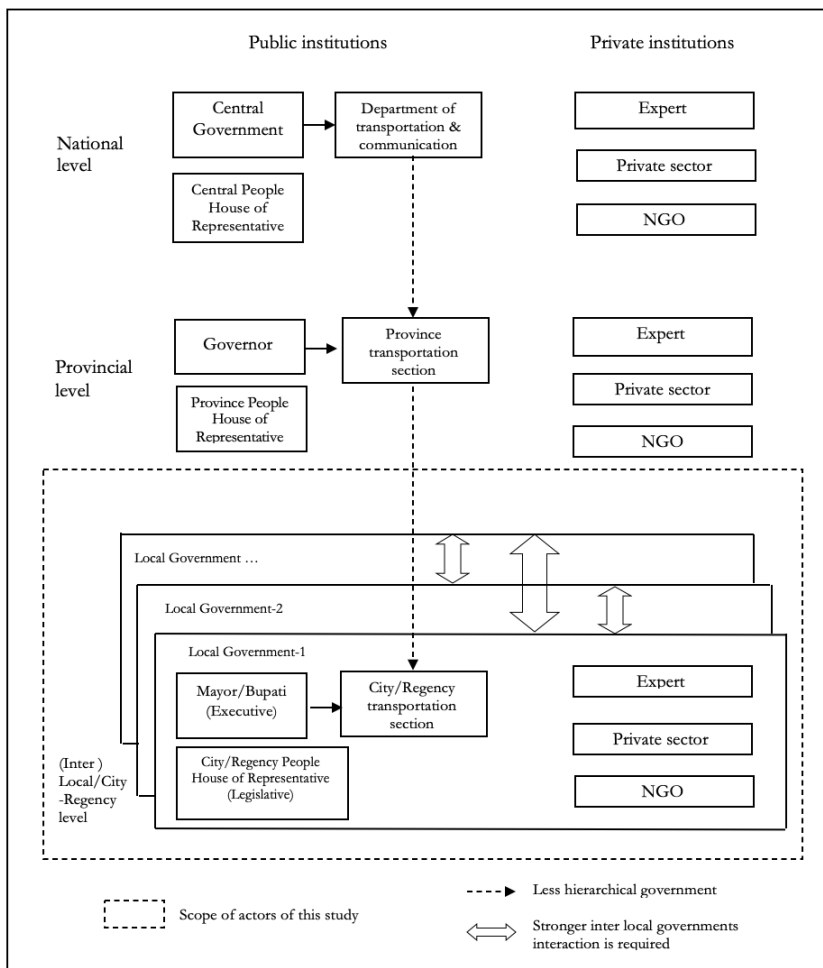 Public institutions
Private institutions
National
level
Central
Government
Department of
transportation &
communication
Central People
House of
Representative
Expert
Private sector
NGO
Provincial
level
Governor
Province
transportation
section
Province People
House of
Representative
Expert
Private sector
NGO
Local Government ...
Local Government-2
Local Government-1
Mayor/Bupati
(Executive)
City/Regency
transportation
section
City/Regency People
House of Representative
(Legislative)
Expert
Private sector
NGO
(Inter )
Local/City
-Regency
level
Scope of actors of this study
Less hierarchical government
Stronger inter local governments
interaction is required